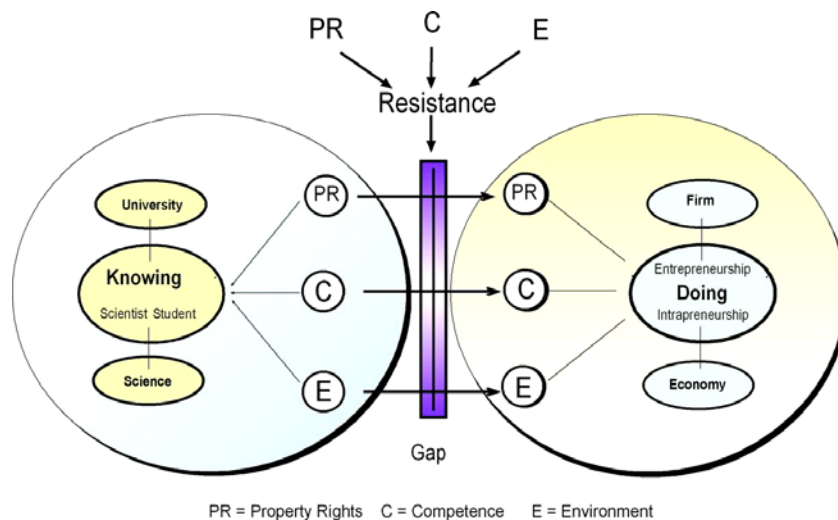 PR
C
E
Resistance
University
Knowing
Scientist Student
Science
PR
C
E
Gap
PR
C
E
Firm
Entrepreneurship
Doing
Intrapreneurship
Economy
PR = Property Rights C = Competence E = Environment